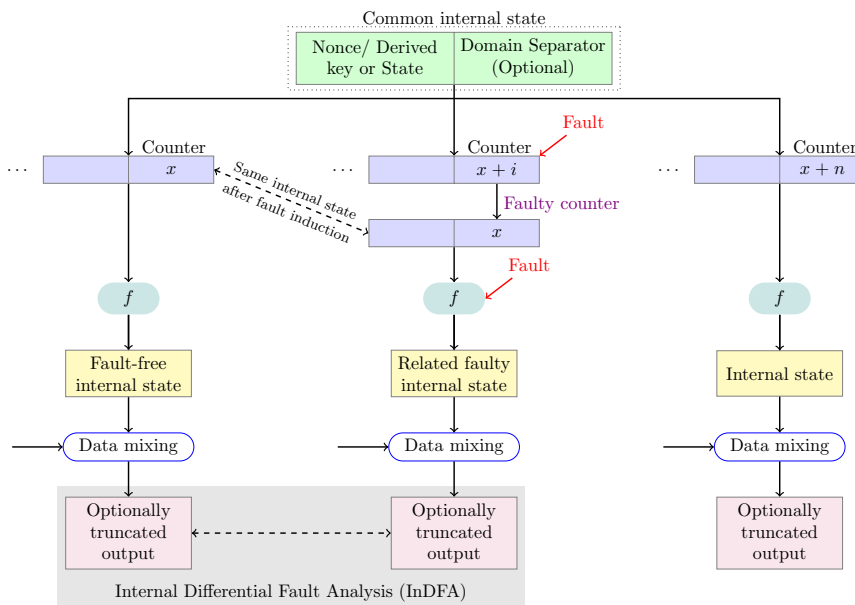 Common internal state
Nonce/ Derived
key or State
Domain Separator
(Optional)
Fault
Counter
Counter
Counter
· · ·
x
· · ·
x + i
· · ·
x + n
Same internal state
after fault induction
Faulty counter
x
Fault
f
f
f
Fault-free
internal state
Related faulty
internal state
Internal state
Data mixing
Data mixing
Data mixing
Optionally
truncated
output
Optionally
truncated
output
Optionally
truncated
output
Internal Differential Fault Analysis (InDFA)